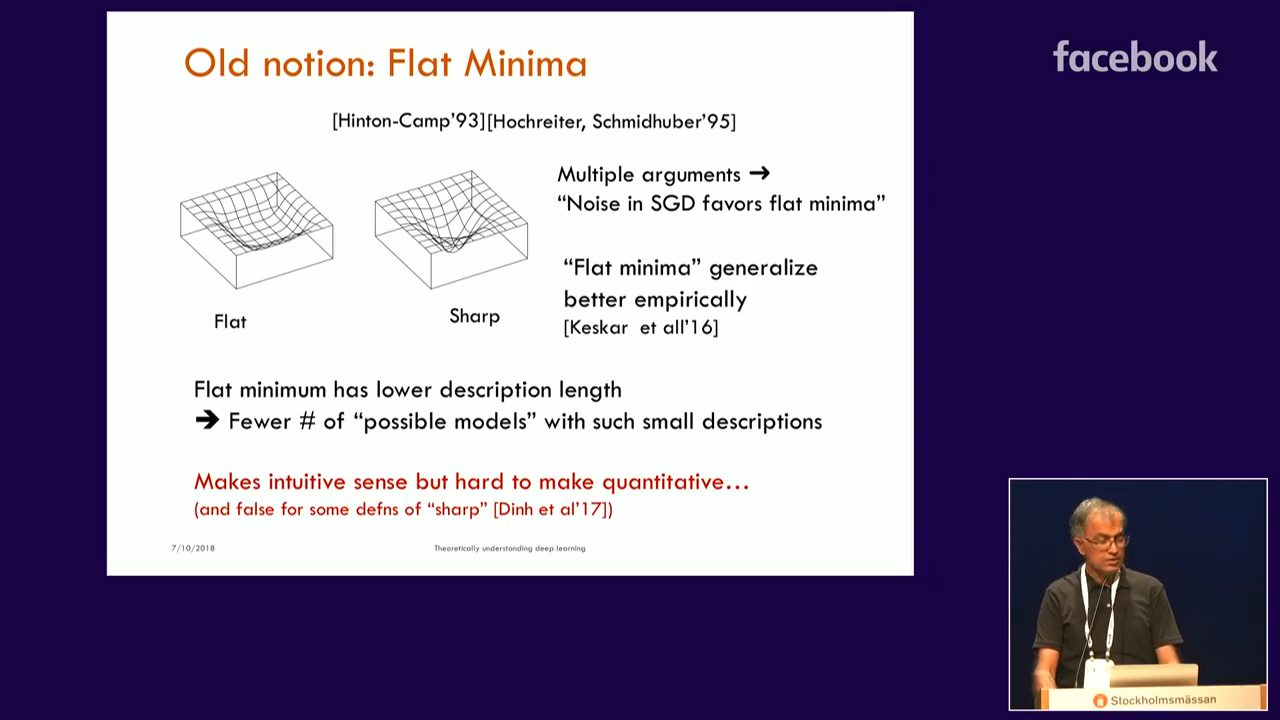 Old notion: Flat Minima
facebook
[Hinton-Camp’93][Hochreiter, Schmidhuber’95]
Multiple arguments ➔
“Noise in SGD favors flat minima”
“Flat minima” generalize
better empirically
[Keskar et all’16]
Flat
Sharp
Flat minimum has lower description length
➔ Fewer # of “possible models” with such small descriptions
Makes intuitive sense but hard to make quantitative…
(and false for some defns of “sharp” [Dinh et al’17])
7/10/2018
Theoretically understanding deep learning
Stockholmsmässan